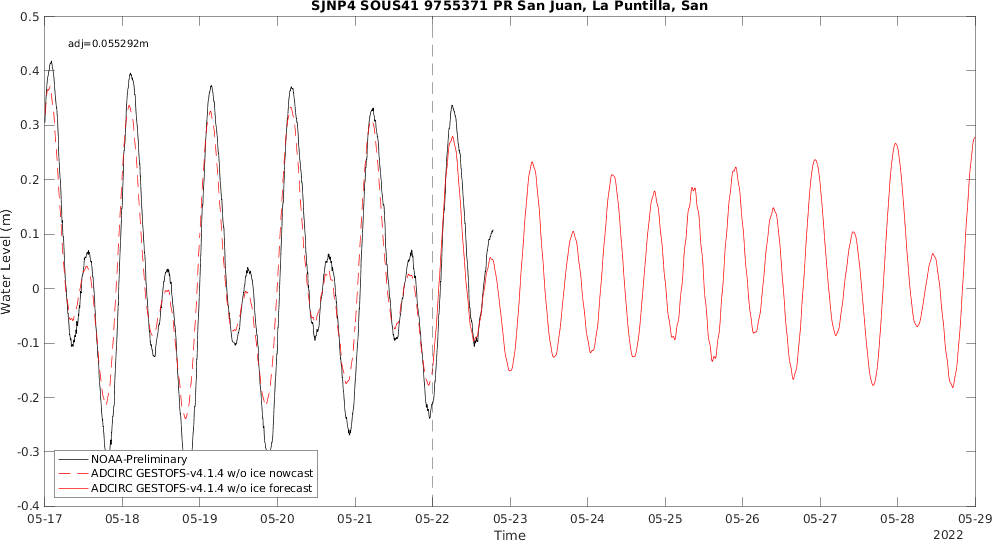 SJNP4 SOUS41 9755371 PR San Juan, La Puntilla, San
0.5
adj=0.055292m
0.4
0.3
0.2
0.1
0
-0.1
-0.2
-0.3
-0.4
Water Level (m)
NOAA-Preliminary
ADCIRC GESTOFS-v4.1.4 w/o ice nowcast
ADCIRC GESTOFS-v4.1.4 w/o ice forecast
05-17 05-18 05-19 05-20 05-21 05-22 05-23 05-24 05-25 05-26 05-27 05-28 05-29
Time
2022